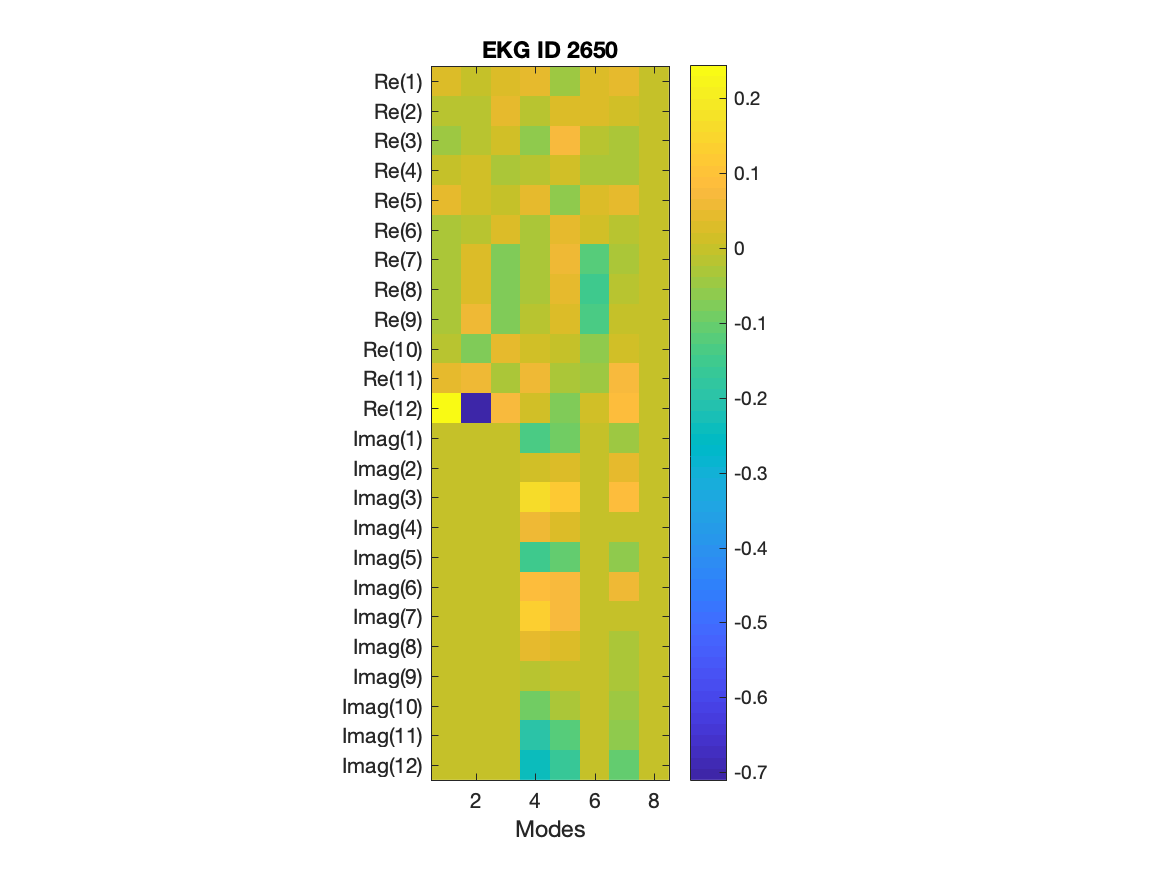 EKG ID 2650
Re(1)
Re(2)
Re(3)
Re(4)
Re(5)
Re(6)
Re(7)
Re(8)
Re(9)
Re(10)
Re(11)
Re(12)
Imag(1)
Imag(2)
Imag(3)
Imag(4)
Imag(5)
Imag(6)
Imag(7)
Imag(8)
Imag(9)
Imag(10)
Imag(11)
Imag(12)
2 4 6 8
Modes
0.2
0.1
0
-0.1
-0.2
-0.3
-0.4
-0.5
-0.6
-0.7